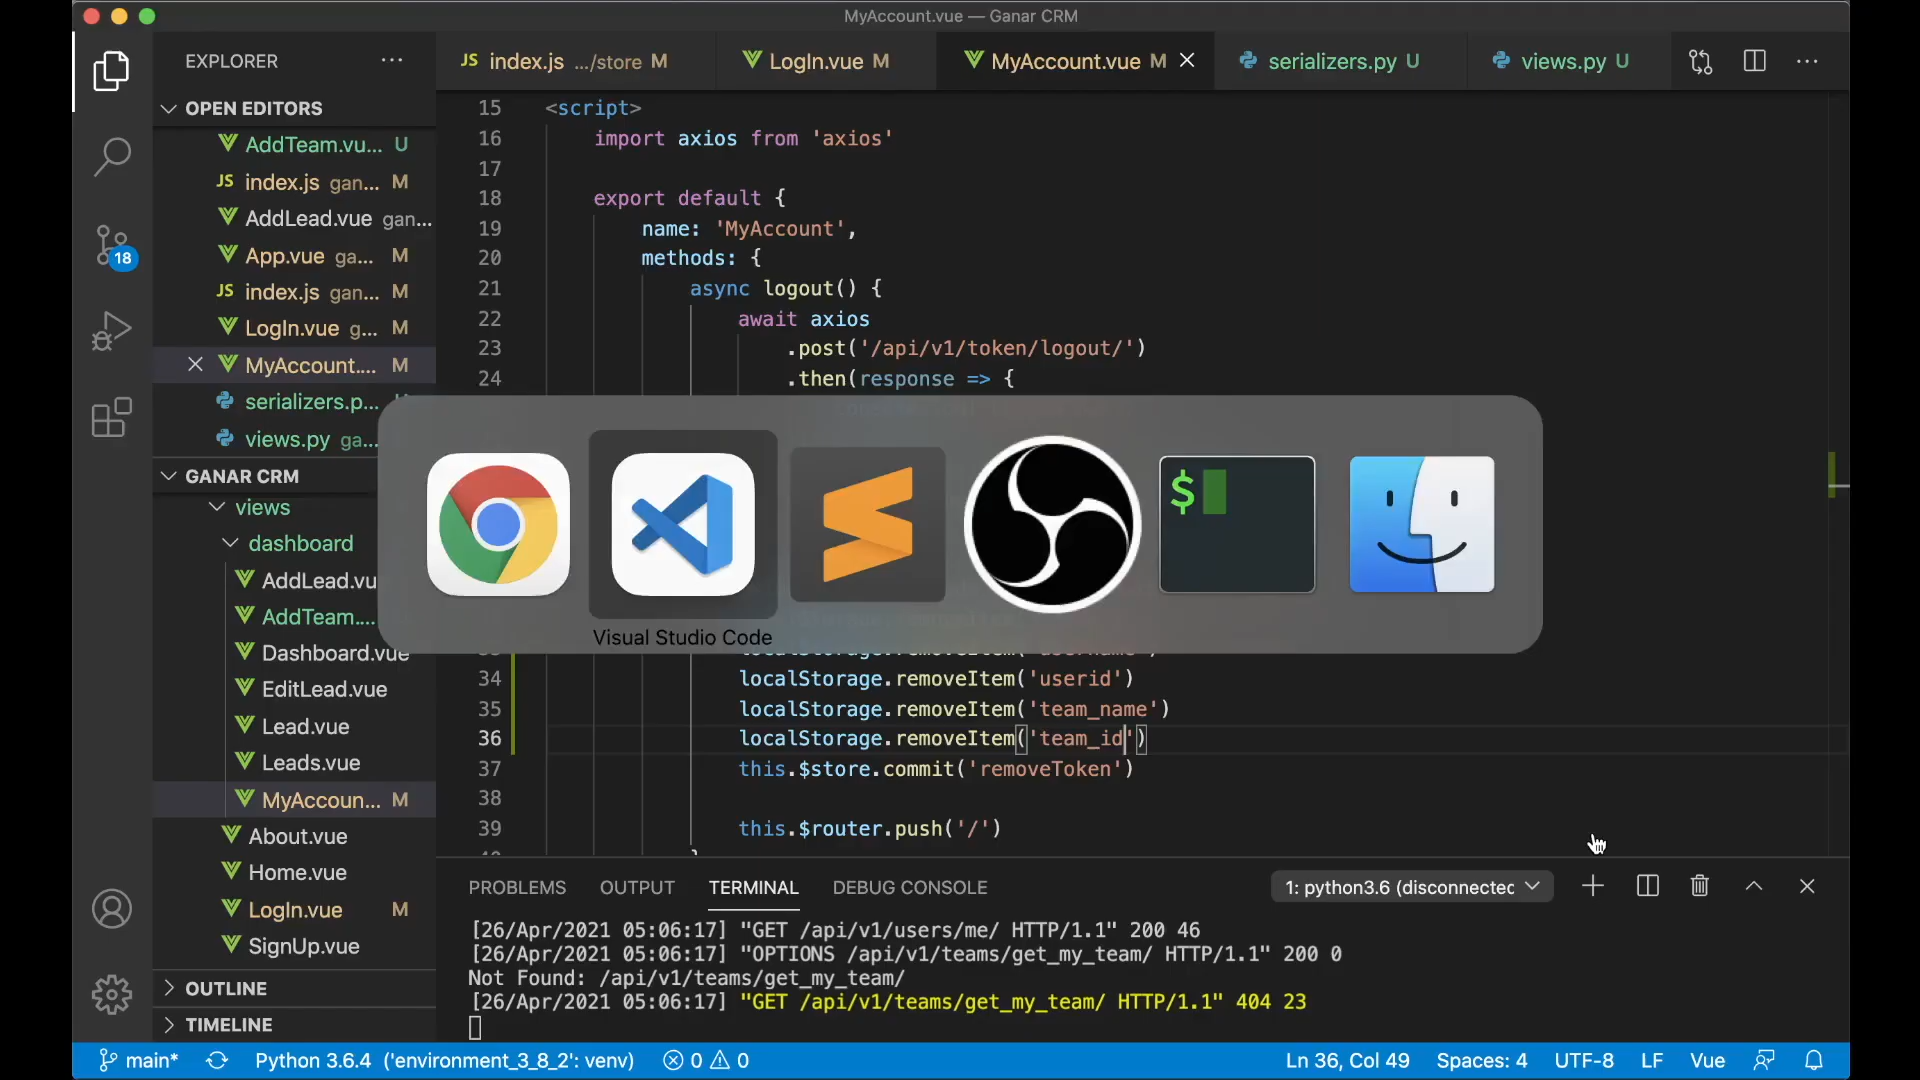 MyAccount.vue — Ganar CRM
EXPLORER
JS index.js .../store M
LogIn.vue M
MyAccount.vue M
serializers.py U
views.py U
OPEN EDITORS
AddTeam.vu... U
JS index.js gan... M
AddLead.vue gan...
App.vue ga... M
JS index.js gan... M
LogIn.vue g... M
MyAccount.... M
serializers.p...
views.py ga...
GANAR CRM
views
dashboard
AddLead.vu
AddTeam....
Dashboard.vue
EditLead.vue
Lead.vue
Leads.vue
MyAccoun... M
About.vue
Home.vue
LogIn.vue M
SignUp.vue
OUTLINE
TIMELINE
18
15 <script>
16 import axios from 'axios'
17
18 export default {
19 name: 'MyAccount',
20 methods: {
21 async logout() {
22 await axios
23 .post('/api/v1/token/logout/')
24 .then(response => {
$
Visual Studio Code
34 localStorage.removeItem('userid')
35 localStorage.removeItem('team_name')
36 localStorage.removeItem('team_id')
37 this.$store.commit('removeToken')
38
39 this.$router.push('/')
PROBLEMS OUTPUT TERMINAL DEBUG CONSOLE
1: python3.6 (disconnected
[26/Apr/2021 05:06:17] "GET /api/v1/users/me/ HTTP/1.1" 200 46
[26/Apr/2021 05:06:17] "OPTIONS /api/v1/teams/get_my_team/ HTTP/1.1" 200 0
Not Found: /api/v1/teams/get_my_team/
[26/Apr/2021 05:06:17] "GET /api/v1/teams/get_my_team/ HTTP/1.1" 404 23
main* Python 3.6.4 ('environment_3_8_2': venv) 0 0 Ln 36, Col 49 Spaces: 4 UTF-8 LF Vue